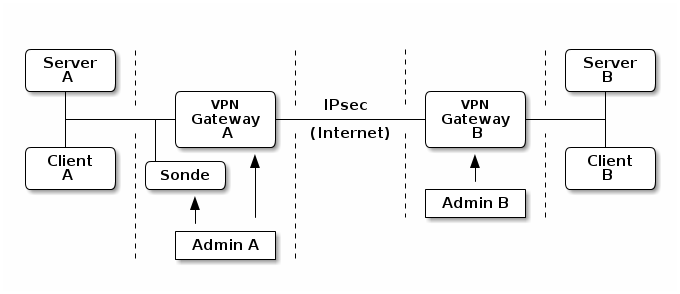 Server
A
VPN
Gateway
A
IPsec
(Internet)
VPN
Gateway
B
Server
B
Client
A
Sonde
Client
B
Admin A
Admin B